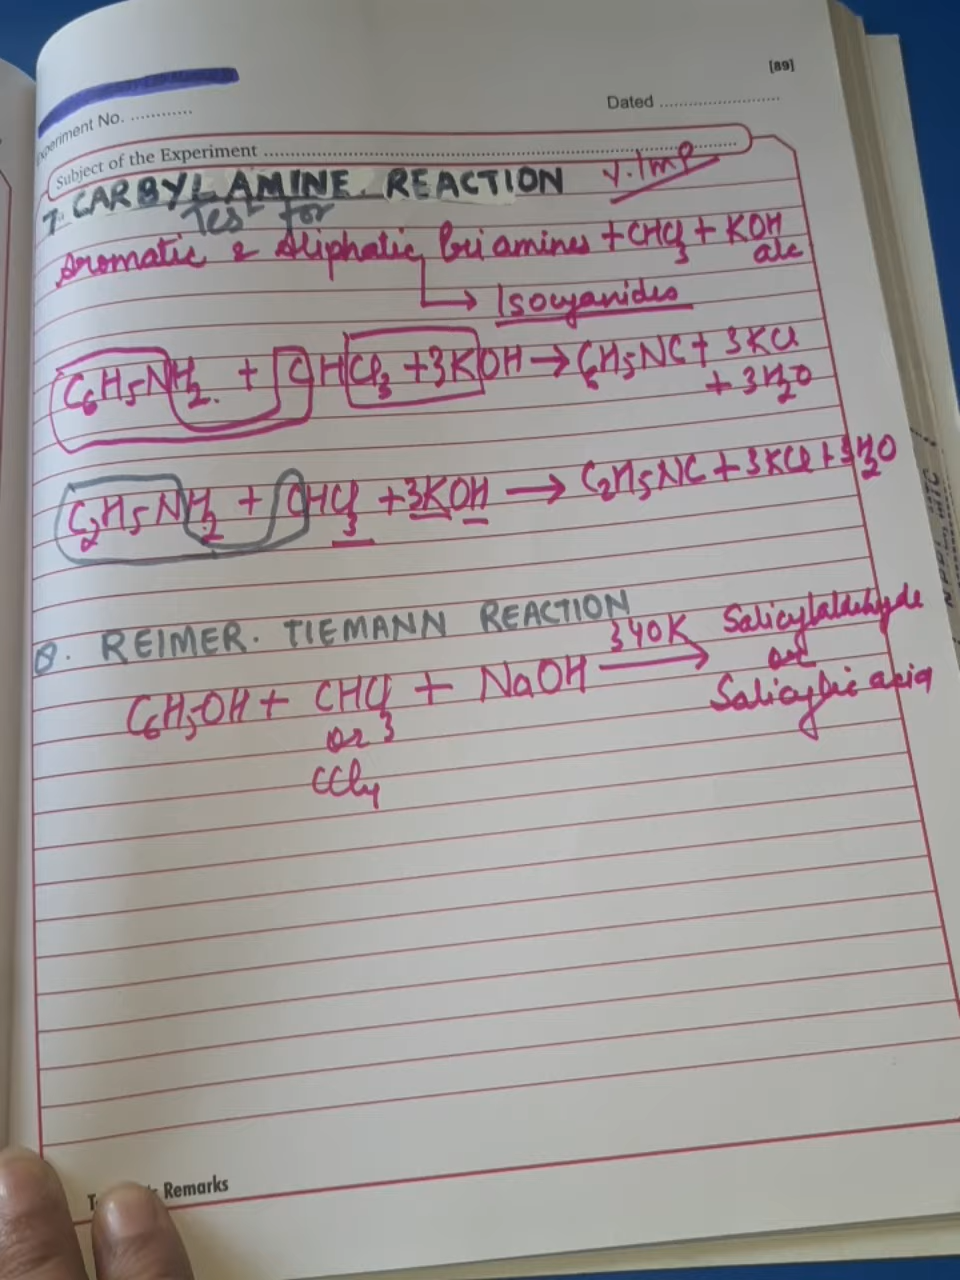 [89]
Experiment No. ............
Dated ........................
Subject of the Experiment ........................
7. CARBYLAMINE. REACTION V.IMP
Test for
Aromatic & Aliphatic pri amines + CHCl3 + KOH
alc
Isocyanides
C6H5NH2 + CHCl3 + 3KOH → C6H5NC + 3KCl
+ 3H2O
C2H5NH2 + CHCl3 + 3KOH → C2H5NC + 3KCl + 3H2O
8. REIMER. TIEMANN REACTION
C6H5OH + CHCl3 + NaOH 340K → Salicylaldehyde
or or
CCl4 Salicylic acid
Remarks